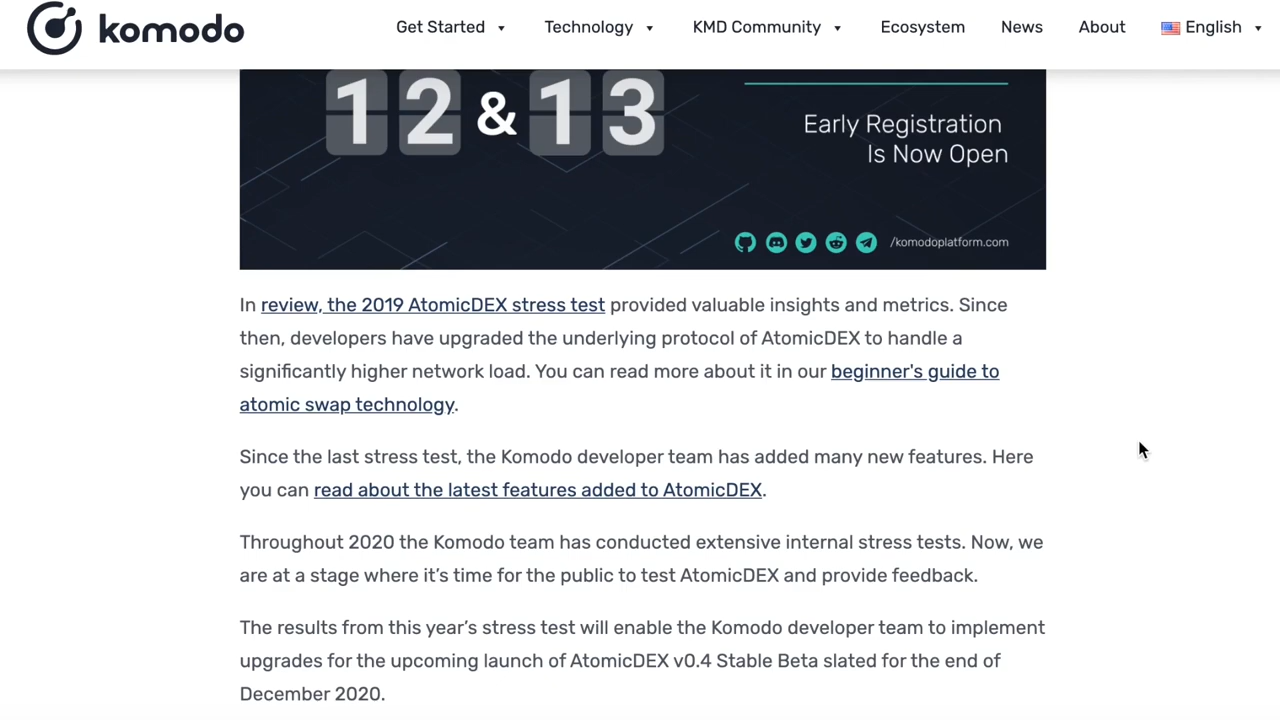 komodo
Get Started
Technology
KMD Community
Ecosystem
News
About
English
12 & 13
Early Registration
Is Now Open
/komodoplatform.com
In review, the 2019 AtomicDEX stress test provided valuable insights and metrics. Since
then, developers have upgraded the underlying protocol of AtomicDEX to handle a
significantly higher network load. You can read more about it in our beginner's guide to
atomic swap technology.
Since the last stress test, the Komodo developer team has added many new features. Here
you can read about the latest features added to AtomicDEX.
Throughout 2020 the Komodo team has conducted extensive internal stress tests. Now, we
are at a stage where it’s time for the public to test AtomicDEX and provide feedback.
The results from this year’s stress test will enable the Komodo developer team to implement
upgrades for the upcoming launch of AtomicDEX v0.4 Stable Beta slated for the end of
December 2020.